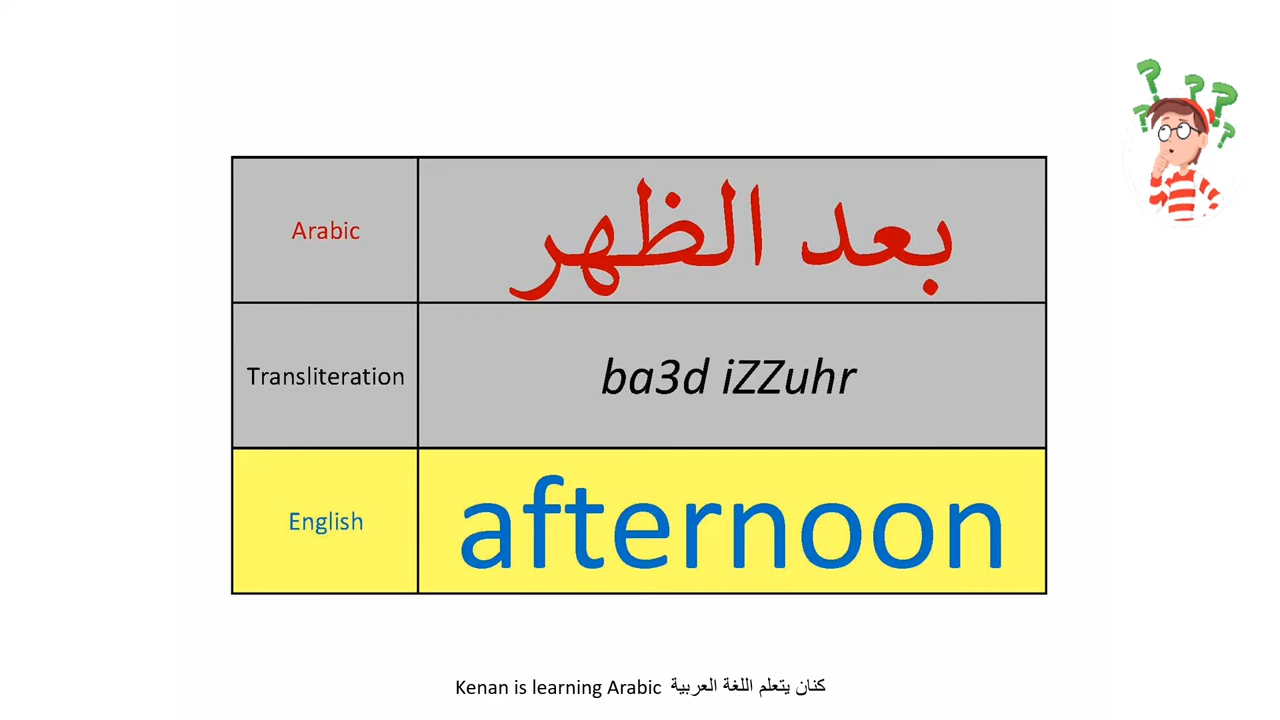 Arabic بعد الظهر
Transliteration ba3d iZZuhr
English afternoon
Kenan is learning Arabic كنان يتعلم اللغة العربية